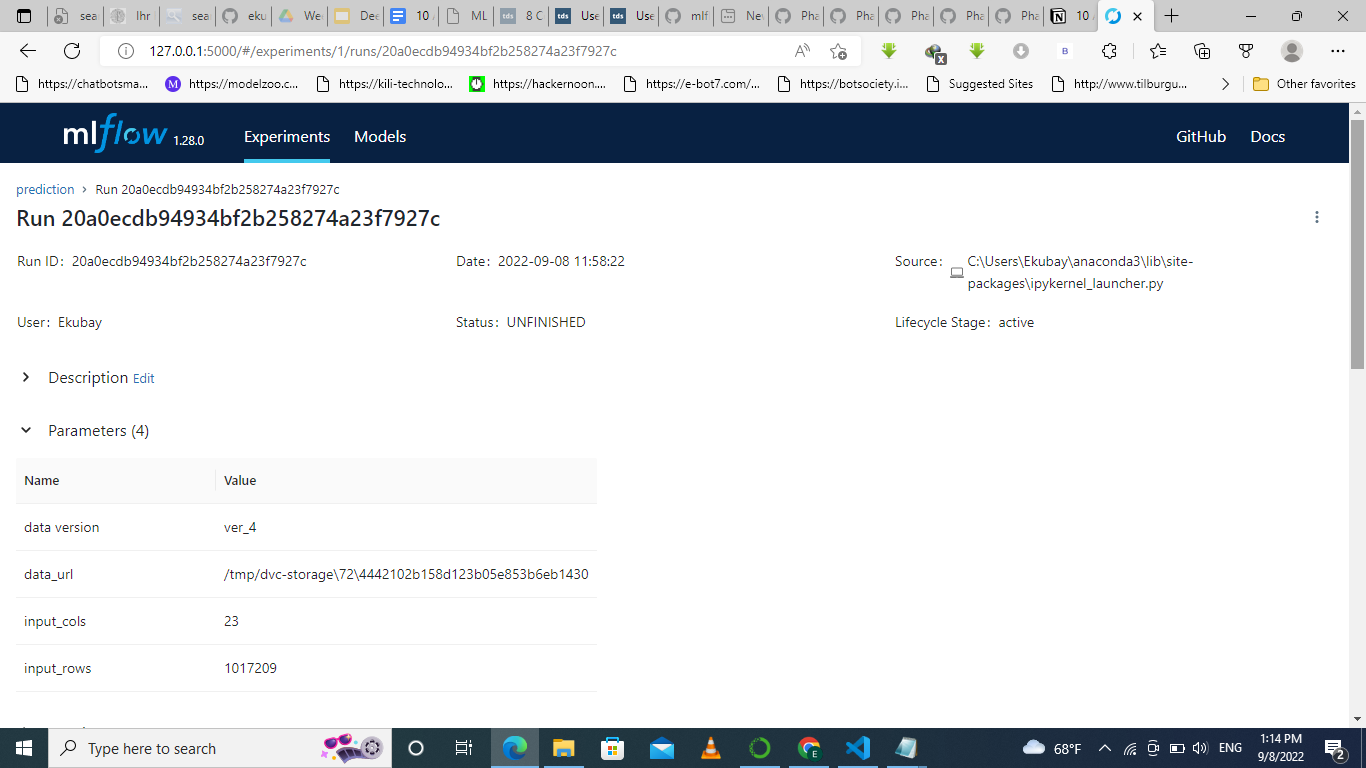 sear
Ihr
sear
eku
We
Dee
10
ML
8 C
Use
Use
mlf
Nev
Pha
Pha
Pha
Pha
Pha
10
127.0.0.1:5000/#/experiments/1/runs/20a0ecdb94934bf2b258274a23f7927c
https://chatbotsma...
https://modelzoo.c...
https://kili-technolo...
https://hackernoon....
https://e-bot7.com/...
https://botsociety.i...
Suggested Sites
http://www.tilburgu...
Other favorites
mlflow 1.28.0
Experiments
Models
GitHub
Docs
prediction > Run 20a0ecdb94934bf2b258274a23f7927c
Run 20a0ecdb94934bf2b258274a23f7927c
Run ID: 20a0ecdb94934bf2b258274a23f7927c
Date: 2022-09-08 11:58:22
Source: C:\Users\Ekubay\anaconda3\lib\site-
packages\ipykernel_launcher.py
User: Ekubay
Status: UNFINISHED
Lifecycle Stage: active
Description Edit
Parameters (4)
Name Value
data version ver_4
data_url /tmp/dvc-storage\72\4442102b158d123b05e853b6eb1430
input_cols 23
input_rows 1017209
Type here to search
68°F
ENG
1:14 PM
9/8/2022
2